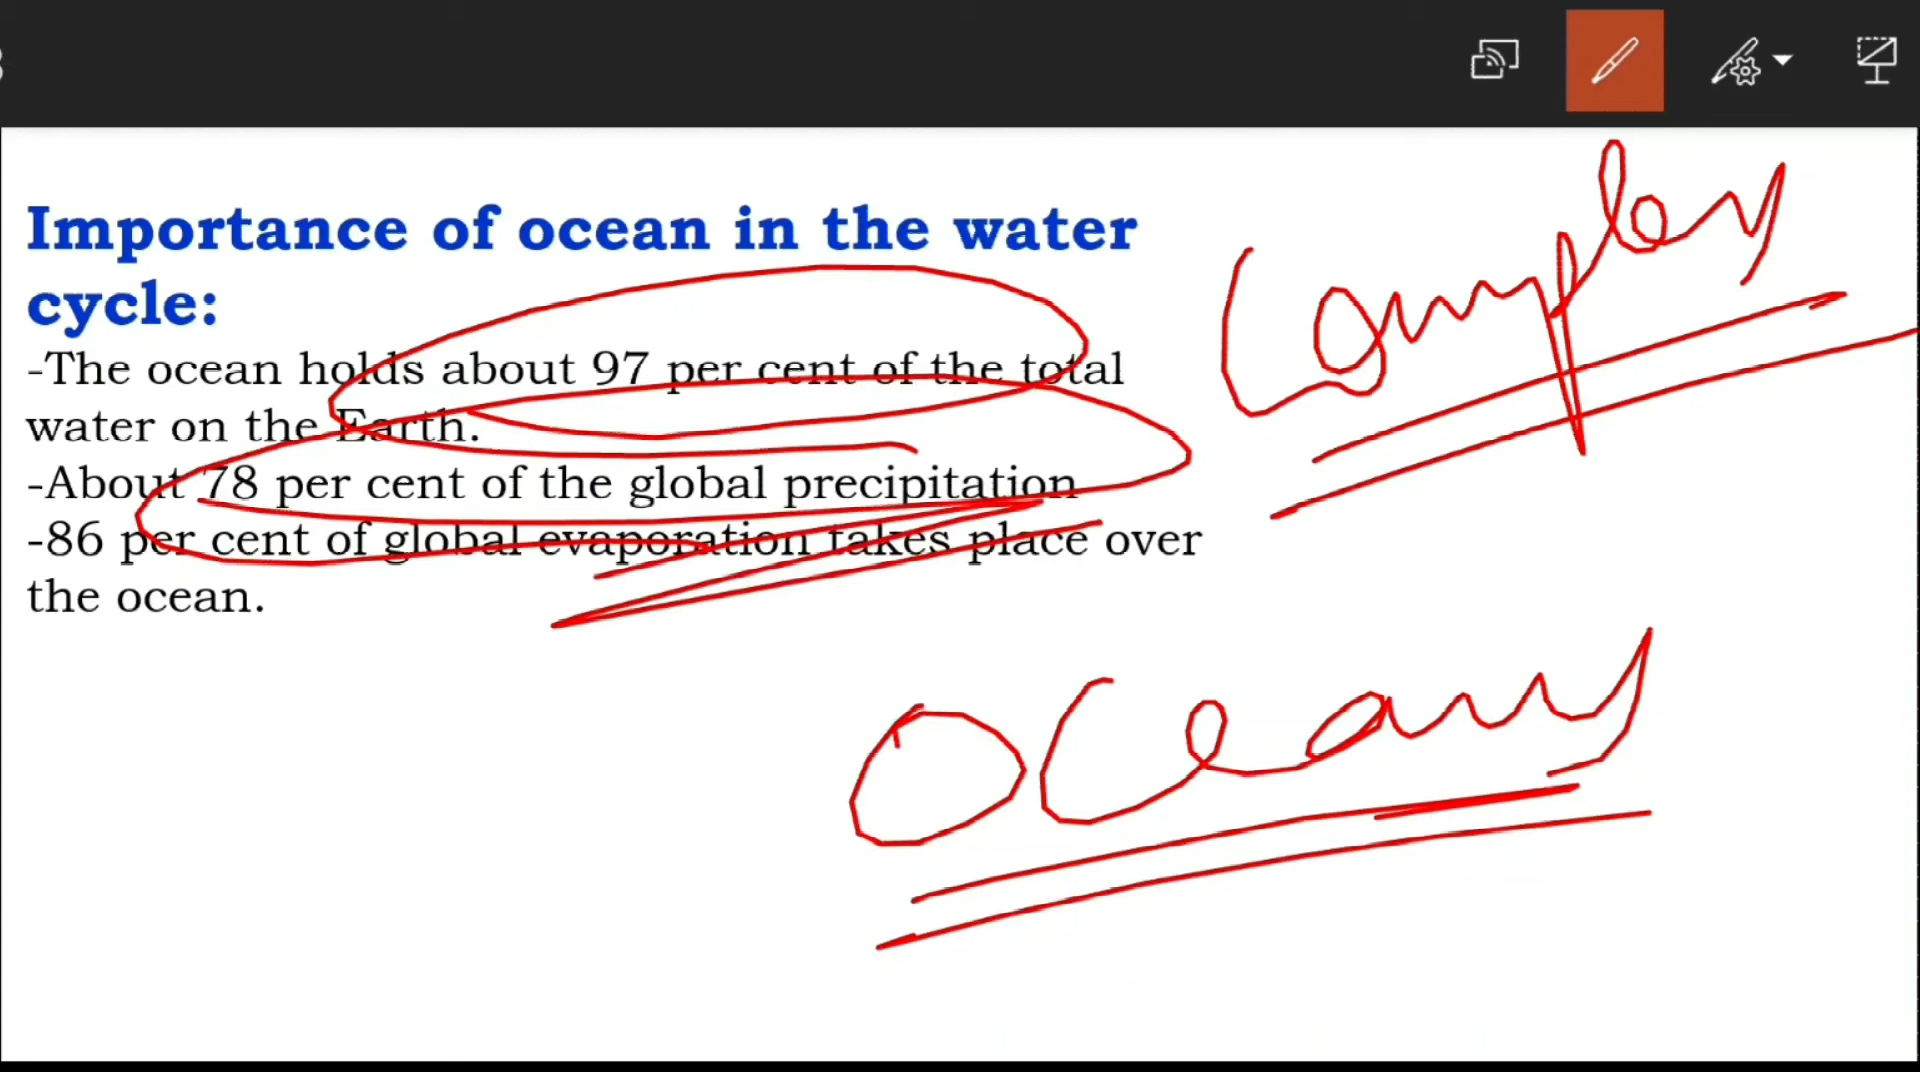 Importance of ocean in the water
cycle:
-The ocean holds about 97 per cent of the total
water on the Earth.
-About 78 per cent of the global precipitation
-86 per cent of global evaporation takes place over
the ocean.
Complex
Oceans